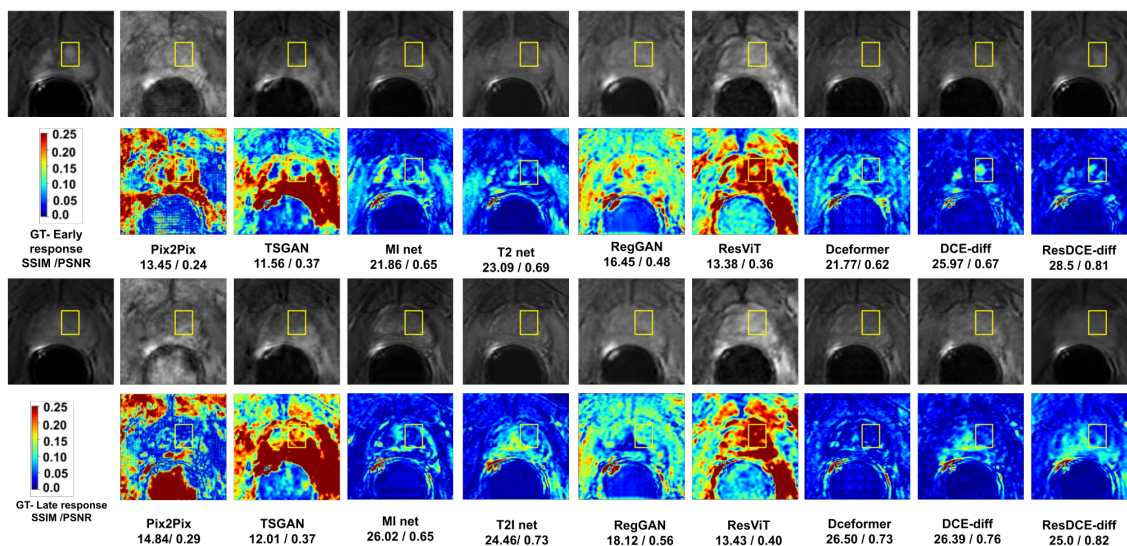 0.25
0.20
0.15
0.10
0.05
0.0
GT- Early
response
SSIM /PSNR
Pix2Pix
13.45 / 0.24
TSGAN
11.56 / 0.37
MI net
21.86 / 0.65
T2 net
23.09 / 0.69
RegGAN
16.45 / 0.48
ResViT
13.38 / 0.36
Dceformer
21.77/ 0.62
DCE-diff
25.97 / 0.67
ResDCE-diff
28.5 / 0.81
0.25
0.20
0.15
0.10
0.05
0.0
GT- Late response
SSIM /PSNR
Pix2Pix
14.84/ 0.29
TSGAN
12.01 / 0.37
MI net
26.02 / 0.65
T2I net
24.46/ 0.73
RegGAN
18.12 / 0.56
ResViT
13.43 / 0.40
Dceformer
26.50 / 0.73
DCE-diff
26.39 / 0.76
ResDCE-diff
25.0 / 0.82